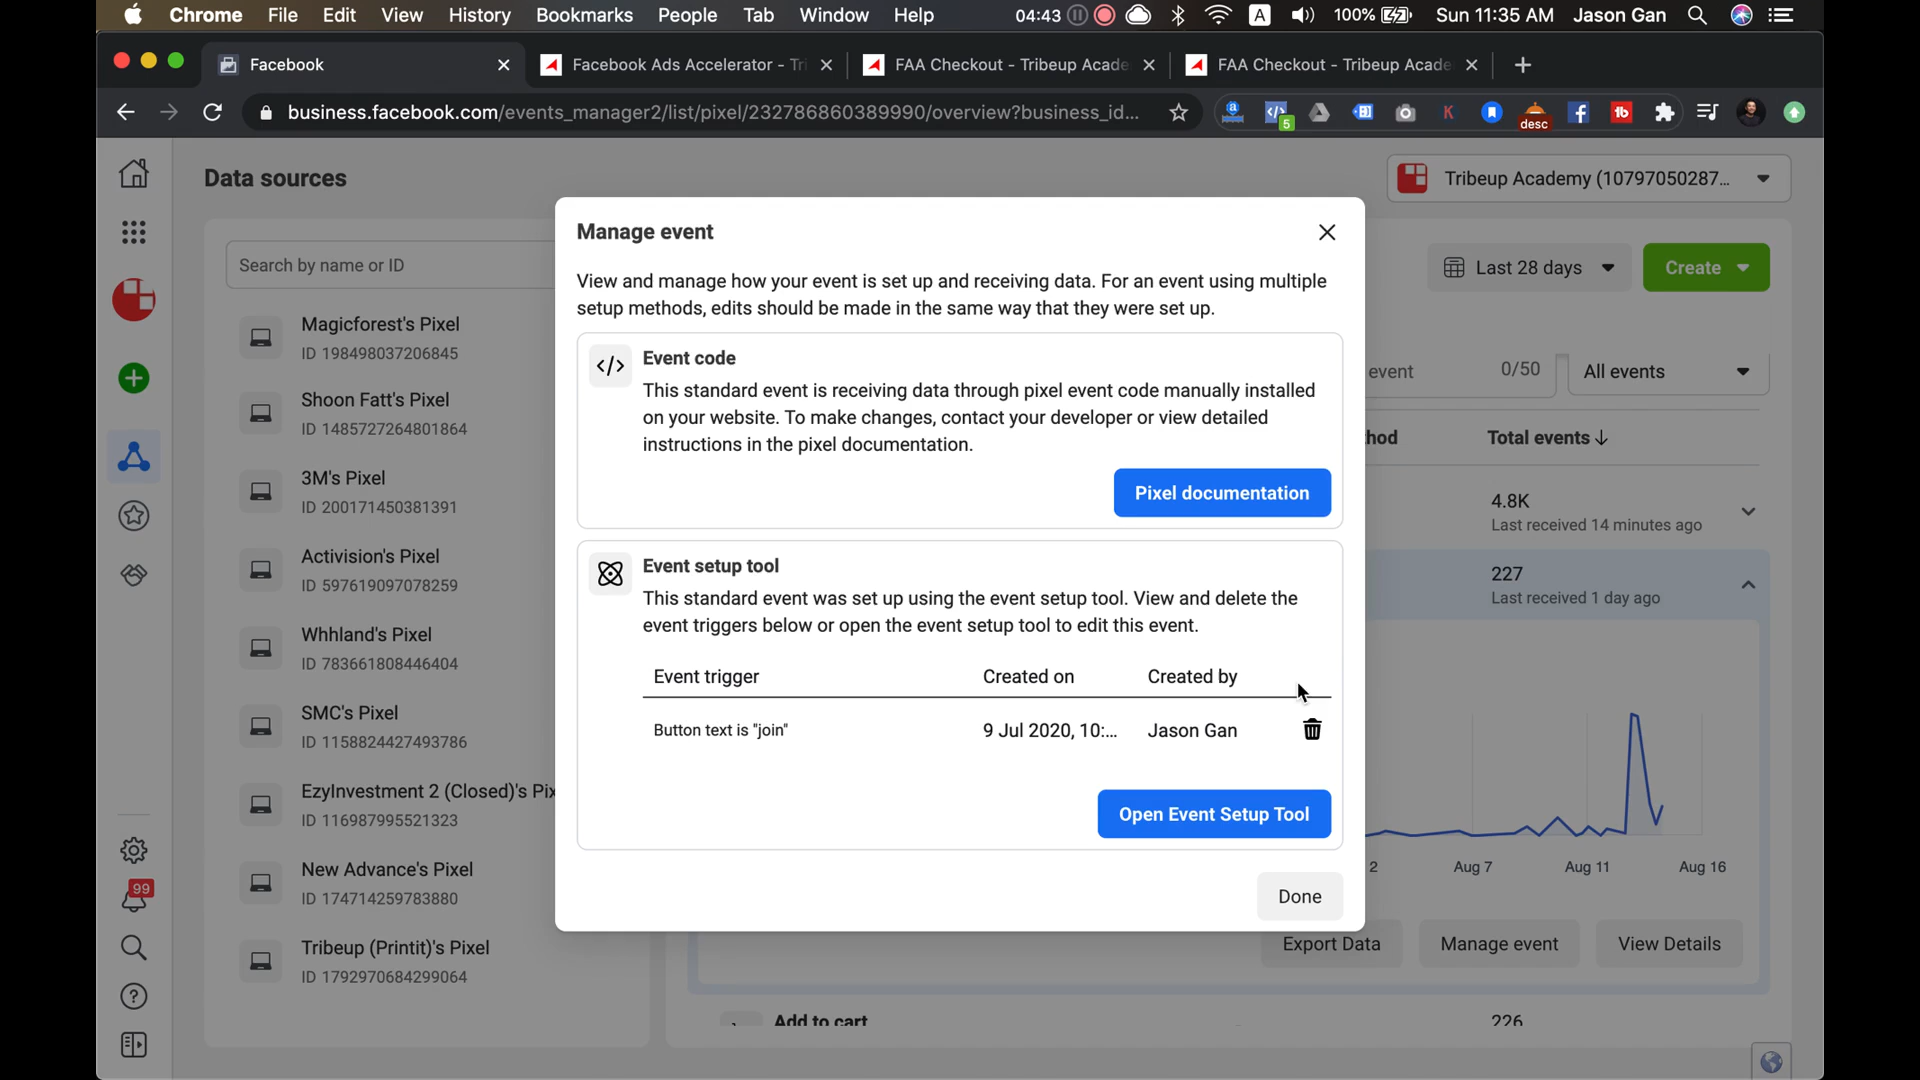 Chrome File Edit View History Bookmarks People Tab Window Help 04:43 A 100% Sun 11:35 AM Jason Gan
Facebook Facebook Ads Accelerator - Tri FAA Checkout - Tribeup Acade FAA Checkout - Tribeup Acade
business.facebook.com/events_manager2/list/pixel/232786860389990/overview?business_id... 5 K desc tb
Data sources
Tribeup Academy (10797050287...
Search by name or ID
Last 28 days
Create
Magicforest's Pixel
ID 198498037206845
Shoon Fatt's Pixel
ID 1485727264801864
3M's Pixel
ID 200171450381391
Activision's Pixel
ID 597619097078259
Whhland's Pixel
ID 783661808446404
SMC's Pixel
ID 1158824427493786
EzyInvestment 2 (Closed)'s Pix
ID 116987995521323
New Advance's Pixel
ID 174714259783880
Tribeup (Printit)'s Pixel
ID 1792970684299064
99
Manage event
View and manage how your event is set up and receiving data. For an event using multiple
setup methods, edits should be made in the same way that they were set up.
</> Event code
This standard event is receiving data through pixel event code manually installed
on your website. To make changes, contact your developer or view detailed
instructions in the pixel documentation.
Pixel documentation
Event setup tool
This standard event was set up using the event setup tool. View and delete the
event triggers below or open the event setup tool to edit this event.
Event trigger Created on Created by
Button text is "join" 9 Jul 2020, 10:... Jason Gan
Open Event Setup Tool
Done
event 0/50 All events
hod Total events
4.8K
Last received 14 minutes ago
227
Last received 1 day ago
2 Aug 7 Aug 11 Aug 16
Export Data Manage event View Details
Add to cart 226